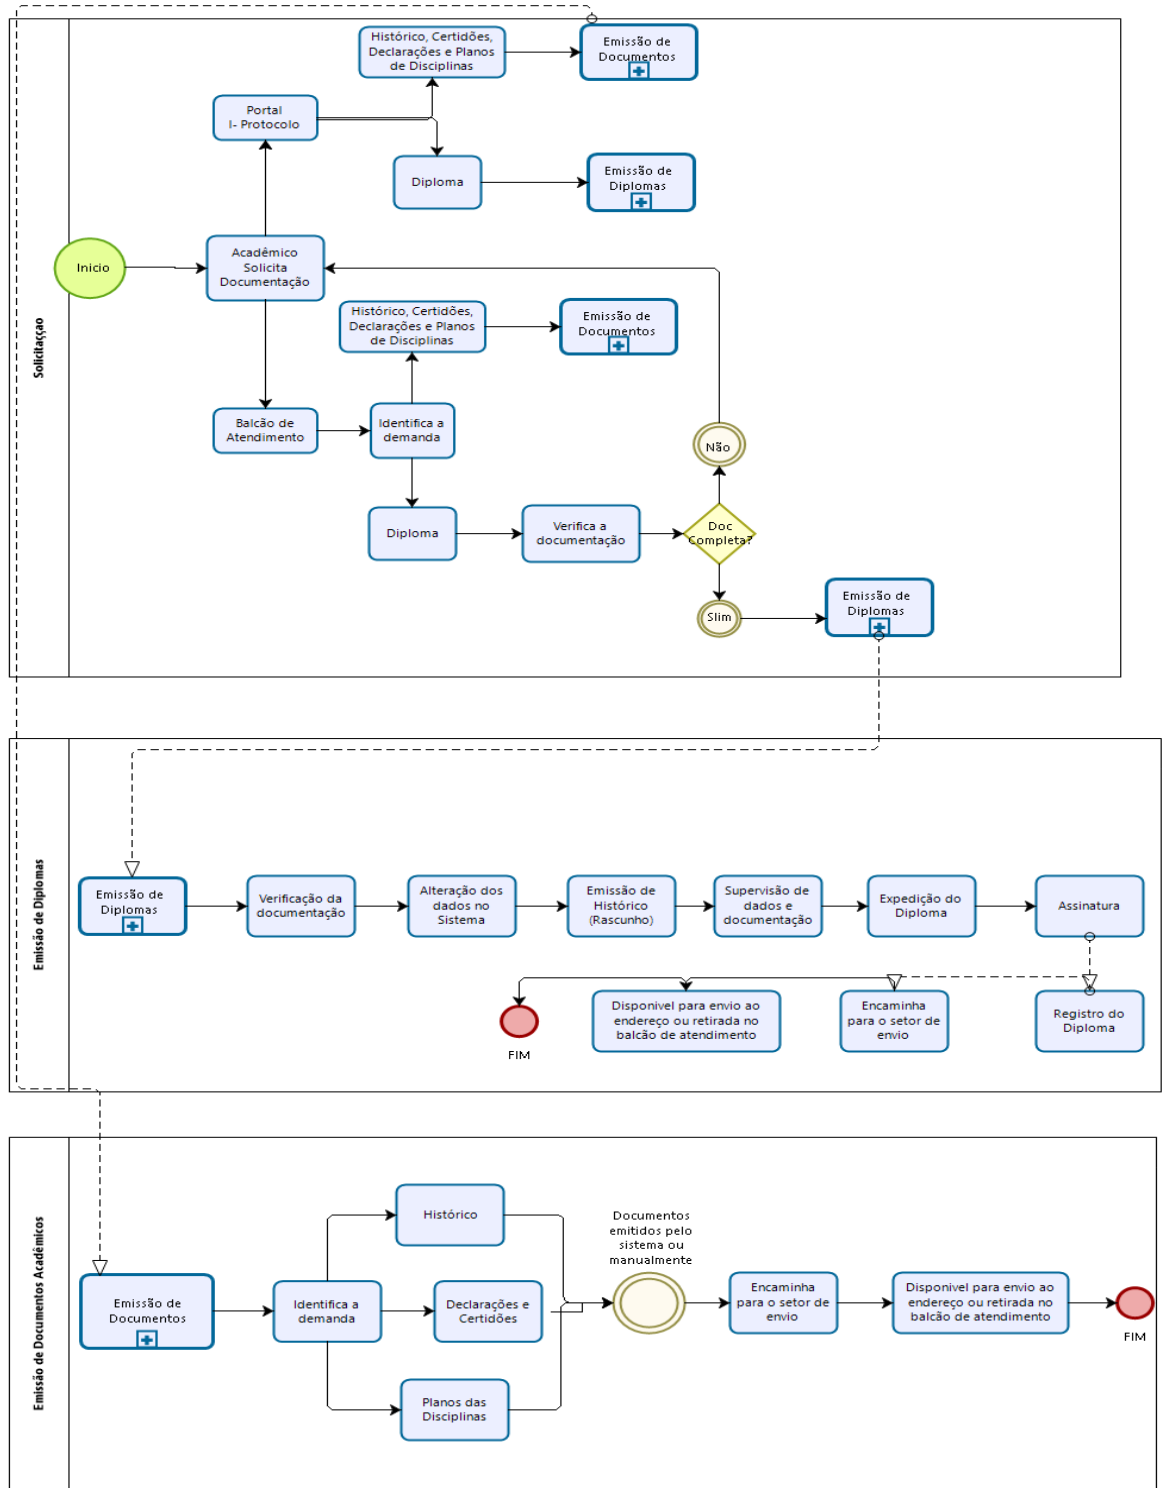 Solicitaçção
Histórico, Certidões,
Declarações e Planos
de Disciplinas
Emissão de
Documentos
Portal
I- Protocolo
Diploma
Emissão de
Diplomas
Inicio
Acadêmico
Solicita
Documentação
Histórico, Certidões,
Declarações e Planos
de Disciplinas
Emissão de
Documentos
Balcão de
Atendimento
Identifica a
demanda
Não
Diploma
Verifica a
documentação
Doc
Completa?
Slim
Emissão de
Diplomas
Emissão de Diplomas
Emissão de
Diplomas
Verificação da
documentação
Alteração dos
dados no
Sistema
Emissão de
Histórico
(Rascunho)
Supervisão de
dados e
documentação
Expedição do
Diploma
Assinatura
FIM
Disponivel para envio ao
endereço ou retirada no
balcão de atendimento
Encaminha
para o setor de
envio
Registro do
Diploma
Emissão de Documentos Acadêmicos
Emissão de
Documentos
Identifica a
demanda
Histórico
Declarações e
Certidões
Planos das
Disciplinas
Documentos
emitidos pelo
sistema ou
manualmente
Encaminha
para o setor de
envio
Disponivel para envio ao
endereço ou retirada no
balcão de atendimento
FIM